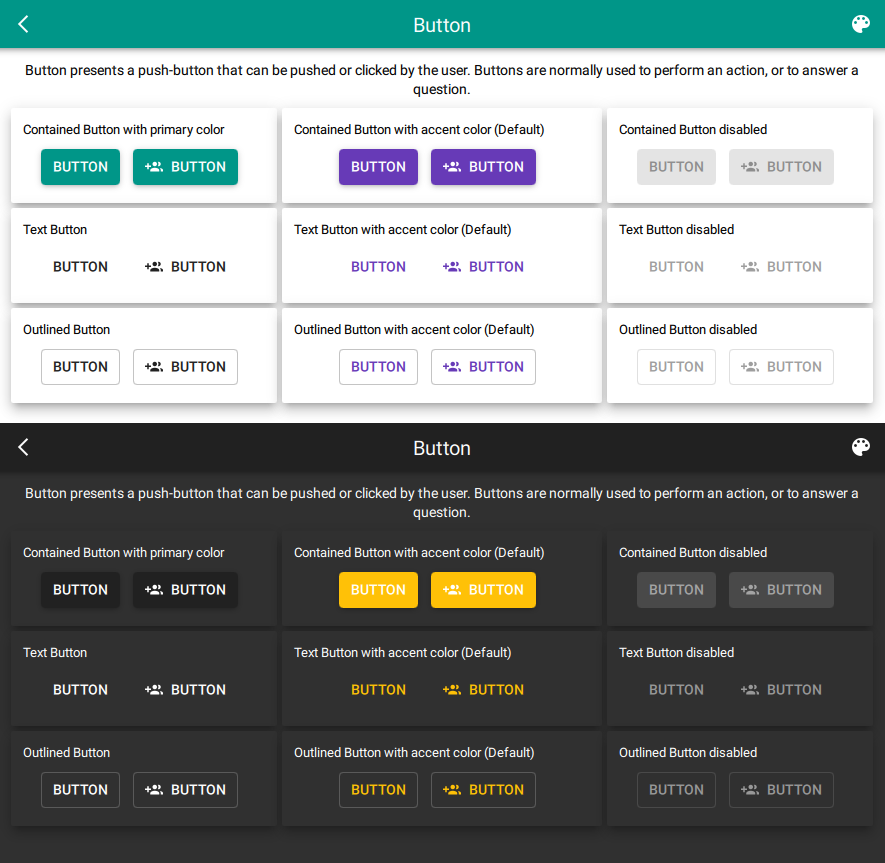 Button
Button presents a push-button that can be pushed or clicked by the user. Buttons are normally used to perform an action, or to answer a
question.
Contained Button with primary color
BUTTON BUTTON
Contained Button with accent color (Default)
BUTTON BUTTON
Contained Button disabled
BUTTON BUTTON
Text Button
BUTTON BUTTON
Text Button with accent color (Default)
BUTTON BUTTON
Text Button disabled
BUTTON BUTTON
Outlined Button
BUTTON BUTTON
Outlined Button with accent color (Default)
BUTTON BUTTON
Outlined Button disabled
BUTTON BUTTON
Button
Button presents a push-button that can be pushed or clicked by the user. Buttons are normally used to perform an action, or to answer a
question.
Contained Button with primary color
BUTTON BUTTON
Contained Button with accent color (Default)
BUTTON BUTTON
Contained Button disabled
BUTTON BUTTON
Text Button
BUTTON BUTTON
Text Button with accent color (Default)
BUTTON BUTTON
Text Button disabled
BUTTON BUTTON
Outlined Button
BUTTON BUTTON
Outlined Button with accent color (Default)
BUTTON BUTTON
Outlined Button disabled
BUTTON BUTTON